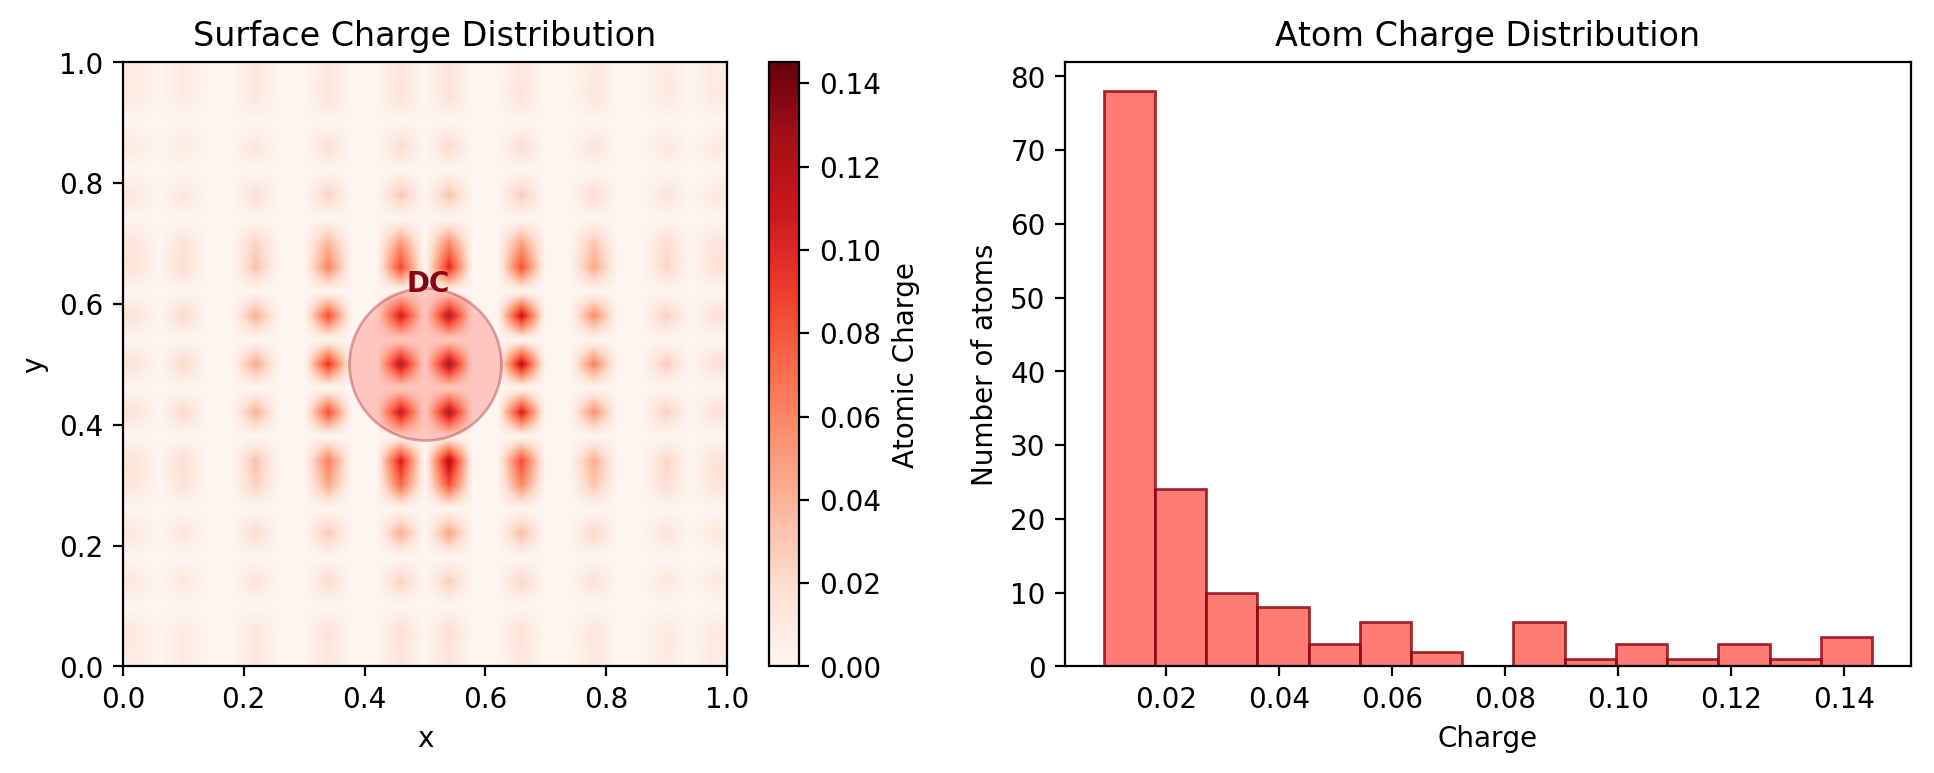 Surface Charge Distribution
1.0
0.8
0.6
0.4
0.2
0.0
y
DC
0.0 0.2 0.4 0.6 0.8 1.0
x
0.14
0.12
0.10
0.08
0.06
0.04
0.02
0.00
Atomic Charge
Atom Charge Distribution
80
70
60
50
40
30
20
10
0
Number of atoms
0.02 0.04 0.06 0.08 0.10 0.12 0.14
Charge